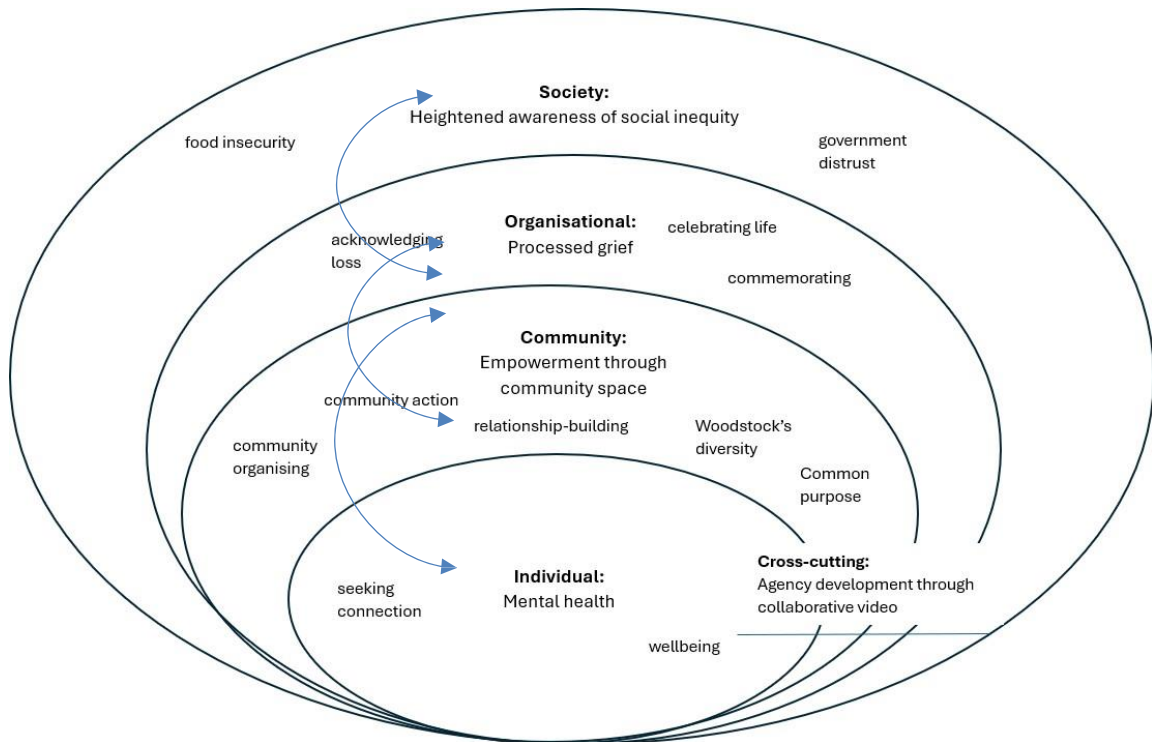 Society:
Heightened awareness of social inequity
food insecurity
government
distrust
Organisational:
Processed grief
celebrating life
acknowledging
loss
commemorating
Community:
Empowerment through
community space
community action
relationship-building
Woodstock's
diversity
community
organising
Common
purpose
Cross-cutting:
Agency development through
collaborative video
Individual:
Mental health
seeking
connection
wellbeing